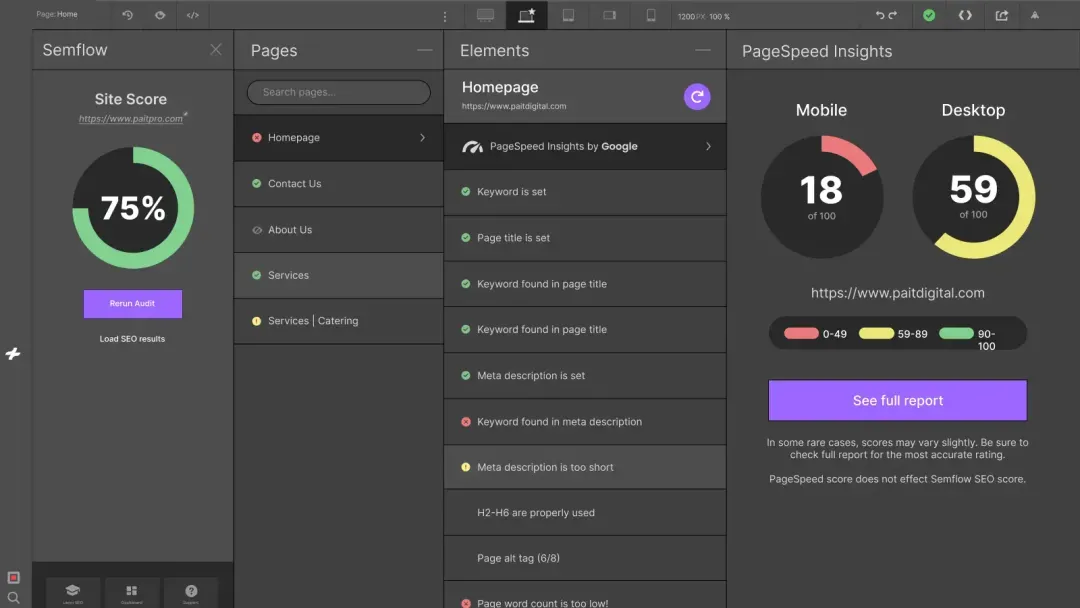 Page: Home
</>
1200 PX 100 %
Semflow
Site Score
https://www.paitpro.com
75%
Rerun Audit
Load SEO results
Learn SEO
Dashboard
Support
Pages
Search pages...
Homepage
Contact Us
About Us
Services
Services | Catering
Elements
Homepage
https://www.paitdigital.com
PageSpeed Insights by Google
Keyword is set
Page title is set
Keyword found in page title
Keyword found in page title
Meta description is set
Keyword found in meta description
Meta description is too short
H2-H6 are properly used
Page alt tag (6/8)
Page word count is too low!
PageSpeed Insights
Mobile
Desktop
18
of 100
59
of 100
https://www.paitdigital.com
0-49
59-89
90-
100
See full report
In some rare cases, scores may vary slightly. Be sure to
check full report for the most accurate rating.
PageSpeed score does not effect Semflow SEO score.